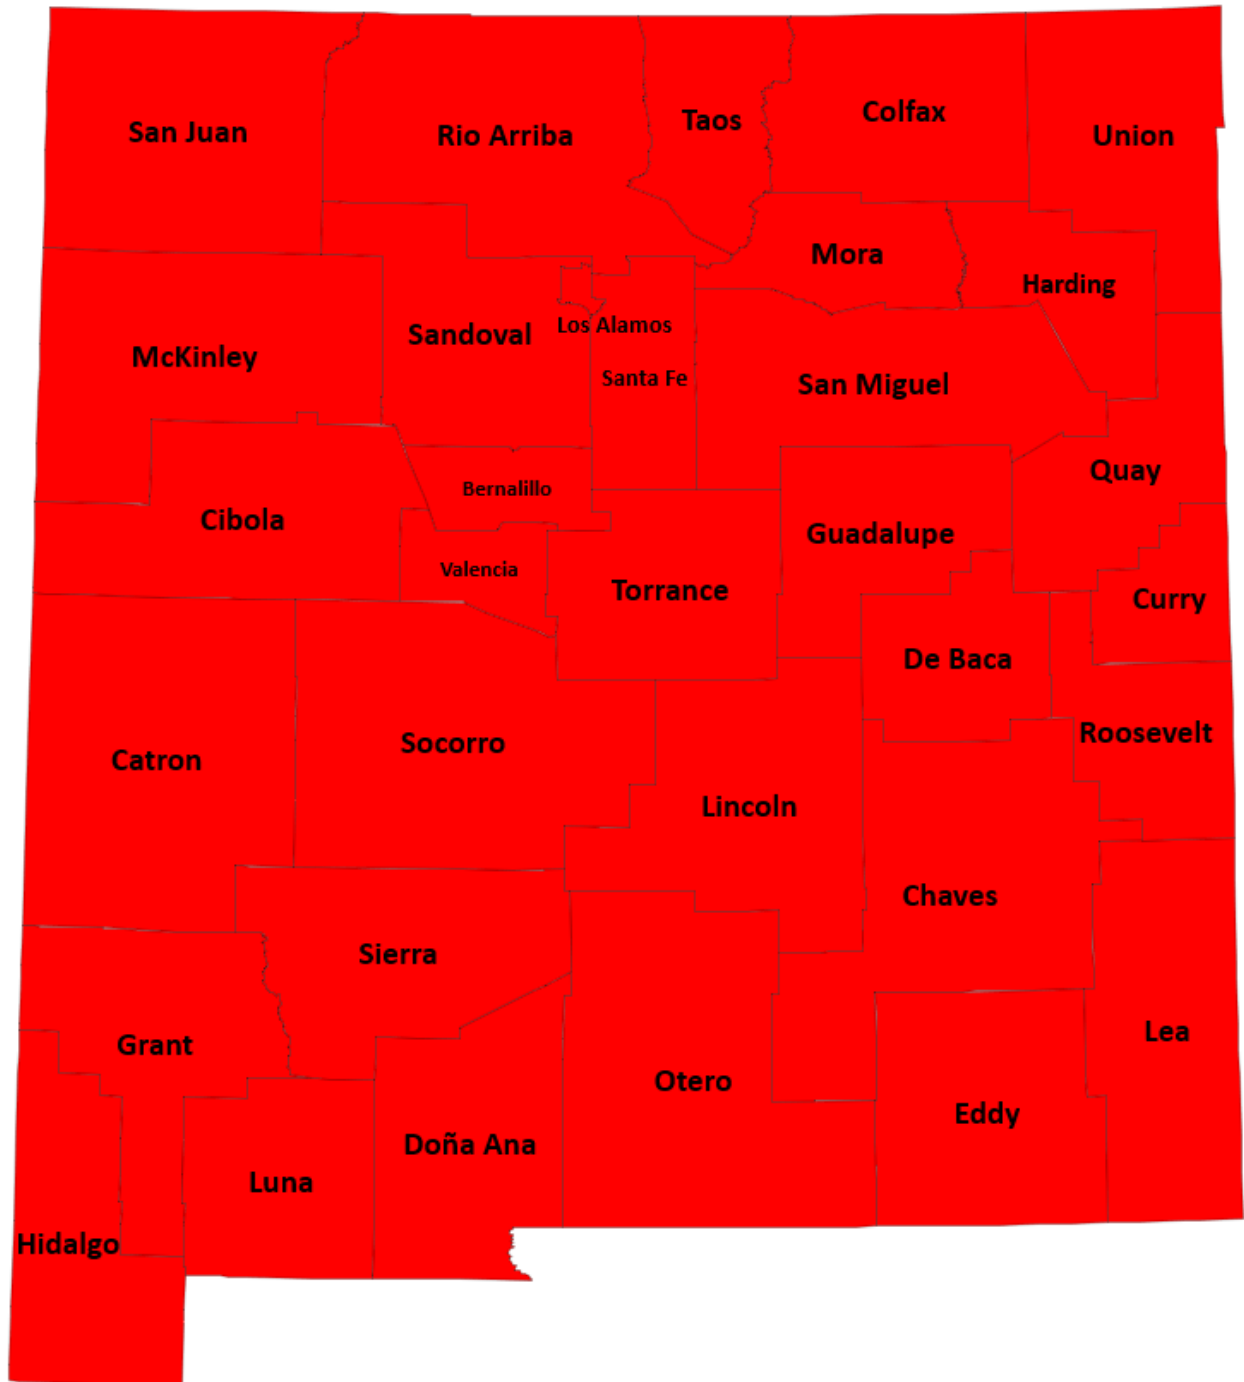 San Juan
Rio Arriba
Taos
Colfax
Union
Mora
Harding
McKinley
Sandoval
Los Alamos
Santa Fe
San Miguel
Quay
Cibola
Bernalillo
Guadalupe
Valencia
Torrance
Curry
De Baca
Catron
Socorro
Roosevelt
Lincoln
Chaves
Sierra
Grant
Lea
Otero
Eddy
Doña Ana
Luna
Hidalgo